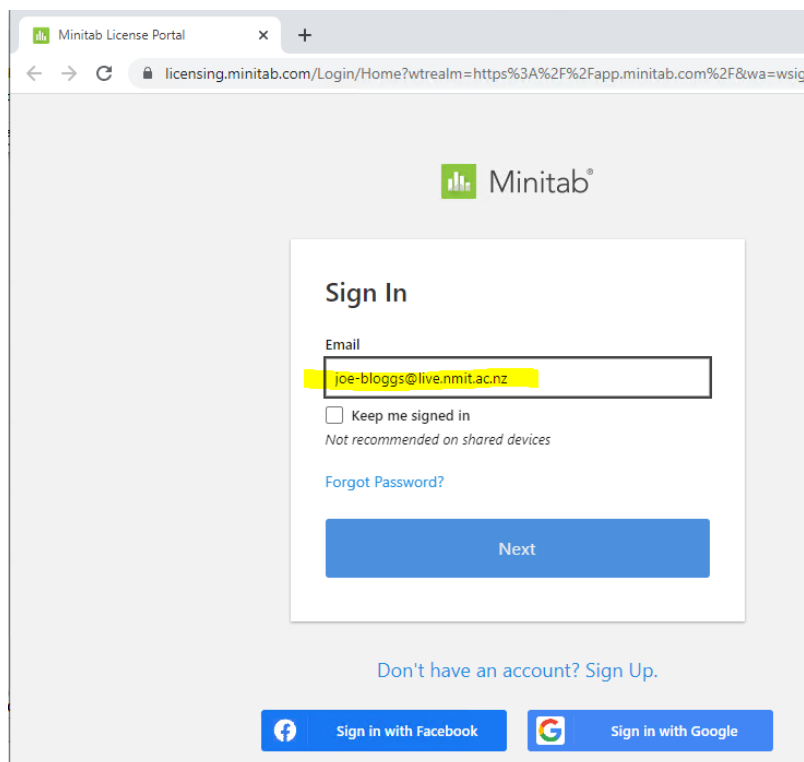 Minitab License Portal
licensing.minitab.com/Login/Home?wtrealm=https%3A%2F%2Fapp.minitab.com%2F&wa=wsig
Minitab®
Sign In
Email
joe-bloggs@live.nmit.ac.nz
Keep me signed in
Not recommended on shared devices
Forgot Password?
Next
Don't have an account? Sign Up.
Sign in with Facebook
Sign in with Google